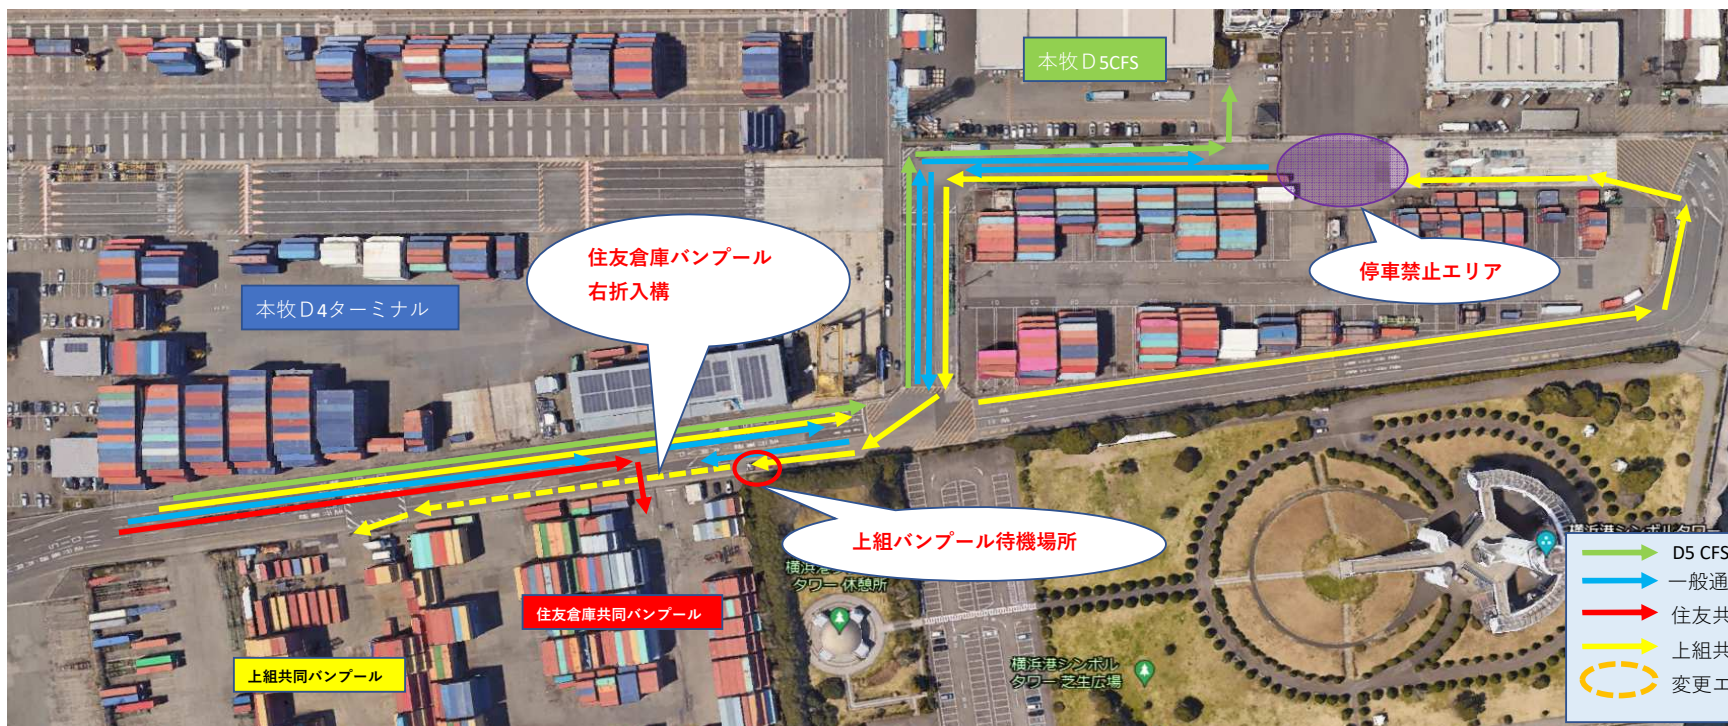 本牧D5CFS
住友倉庫バンプール
右折入構
停車禁止エリア
本牧D4ターミナル
上組バンプール待機場所
横浜港シンボルタワー
タワー 休憩所
住友倉庫共同バンプール
上組共同バンプール
横浜港シンボル
タワー 芝生広場
D5 CFS
一般通
住友共
上組共
変更エ